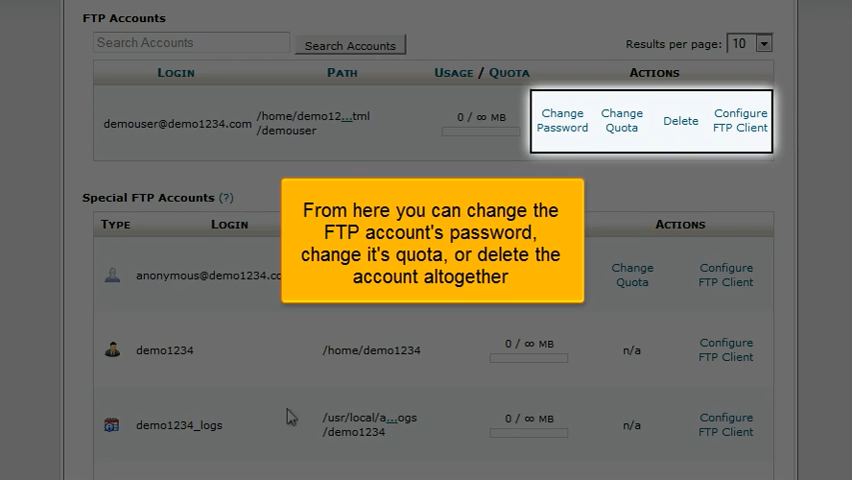 FTP Accounts
Search Accounts Search Accounts Results per page: 10
LOGIN PATH USAGE / QUOTA ACTIONS
demouser@demo1234.com /home/demo12...tml /demouser 0 / ∞ MB Change Password Change Quota Delete Configure FTP Client
Special FTP Accounts (?)
TYPE LOGIN ACTIONS
From here you can change the
FTP account's password,
change it's quota, or delete the
account altogether
anonymous@demo1234.co Change Quota Configure FTP Client
demo1234 /home/demo1234 0 / ∞ MB n/a Configure FTP Client
demo1234_logs /usr/local/a...ogs /demo1234 0 / ∞ MB n/a Configure FTP Client